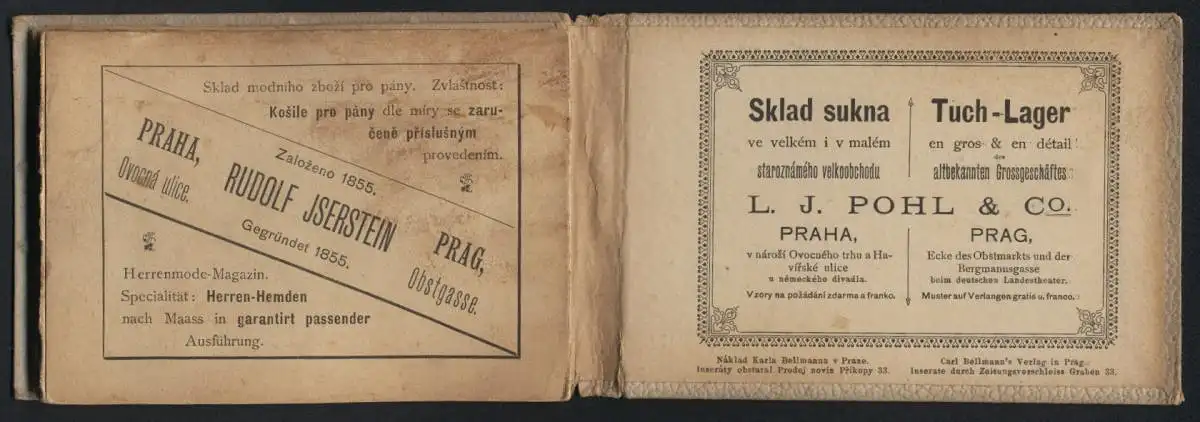 Sklad modního zboží pro pány. Zvláštnost:
Košile pro pány dle míry se zaru-
čeně příslušným
provedením.
PRAHA,
Ovocná ulice.
Založeno 1855.
RUDOLF JSERSTEIN
Gegründet 1855.
PRAG,
Obstgasse.
Herrenmode-Magazin.
Specialität: Herren-Hemden
nach Maass in garantirt passender
Ausführung.
Sklad sukna
ve velkém i v malém
staroznámého velkoobchodu
Tuch-Lager
en gros & en détail
des
altbekannten Grossgeschäftes
L. J. POHL & Co.
PRAHA,
v nároží Ovocného trhu a Ha-
vířské ulice
u německého divadla.
Vzory na požádání zdarma a franko.
PRAG,
Ecke des Obstmarkts und der
Bergmannsgasse
beim deutschen Landestheater.
Muster auf Verlangen gratis u. franco.
Náklad Karla Bellmanna v Praze.
Inseráty obstaral Prodej novin Příkopy 33.
Carl Bellmann's Verlag in Prag.
Inserate durch Zeitungsverschleiss Graben 33.